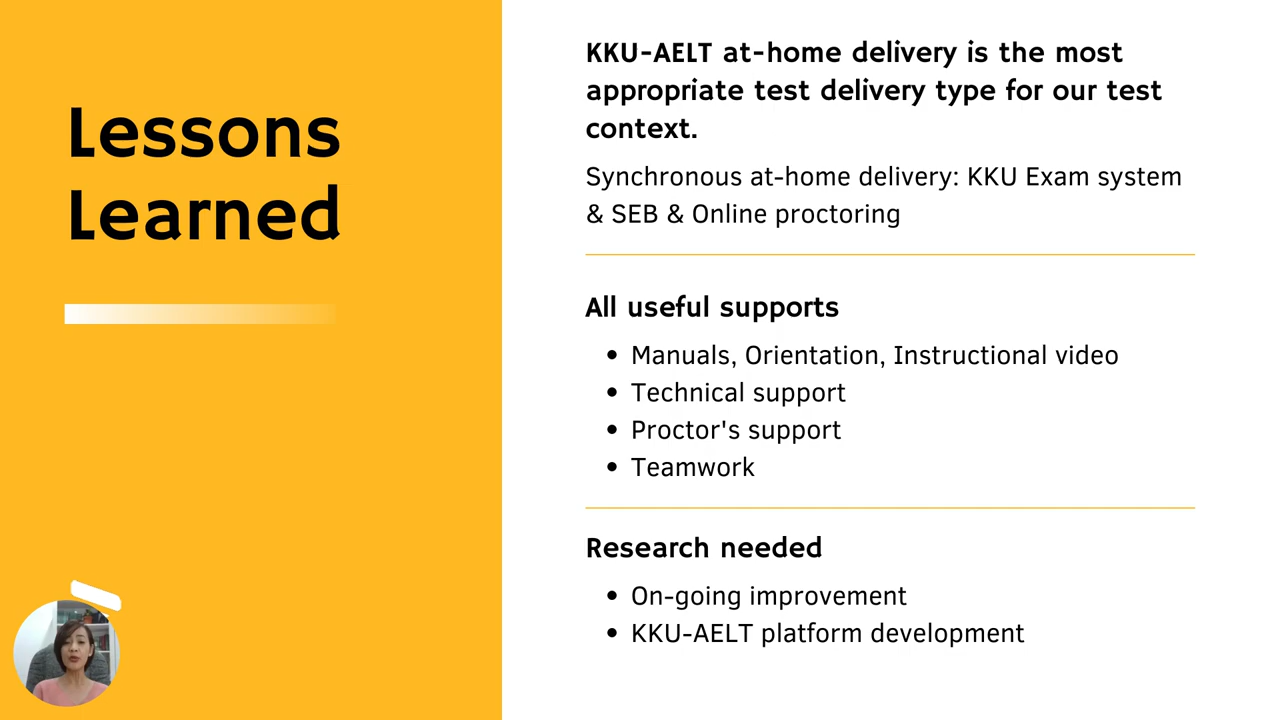 Lessons
Learned
KKU-AELT at-home delivery is the most
appropriate test delivery type for our test
context.
Synchronous at-home delivery: KKU Exam system
& SEB & Online proctoring
All useful supports
• Manuals, Orientation, Instructional video
• Technical support
• Proctor's support
• Teamwork
Research needed
• On-going improvement
• KKU-AELT platform development